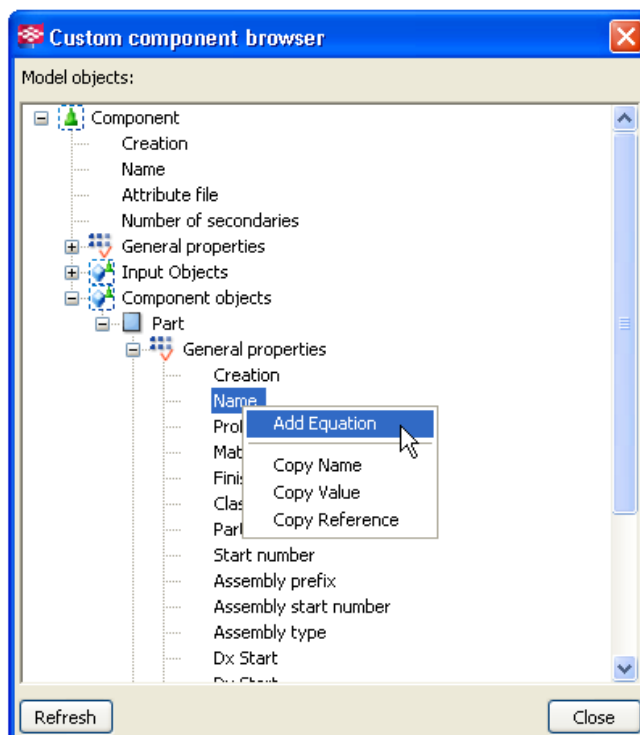 Custom component browser
Model objects:
Component
Creation
Name
Attribute file
Number of secondaries
General properties
Input Objects
Component objects
Part
General properties
Creation
Name
Add Equation
Copy Name
Copy Value
Copy Reference
Start number
Assembly prefix
Assembly start number
Assembly type
Dx Start
Refresh
Close